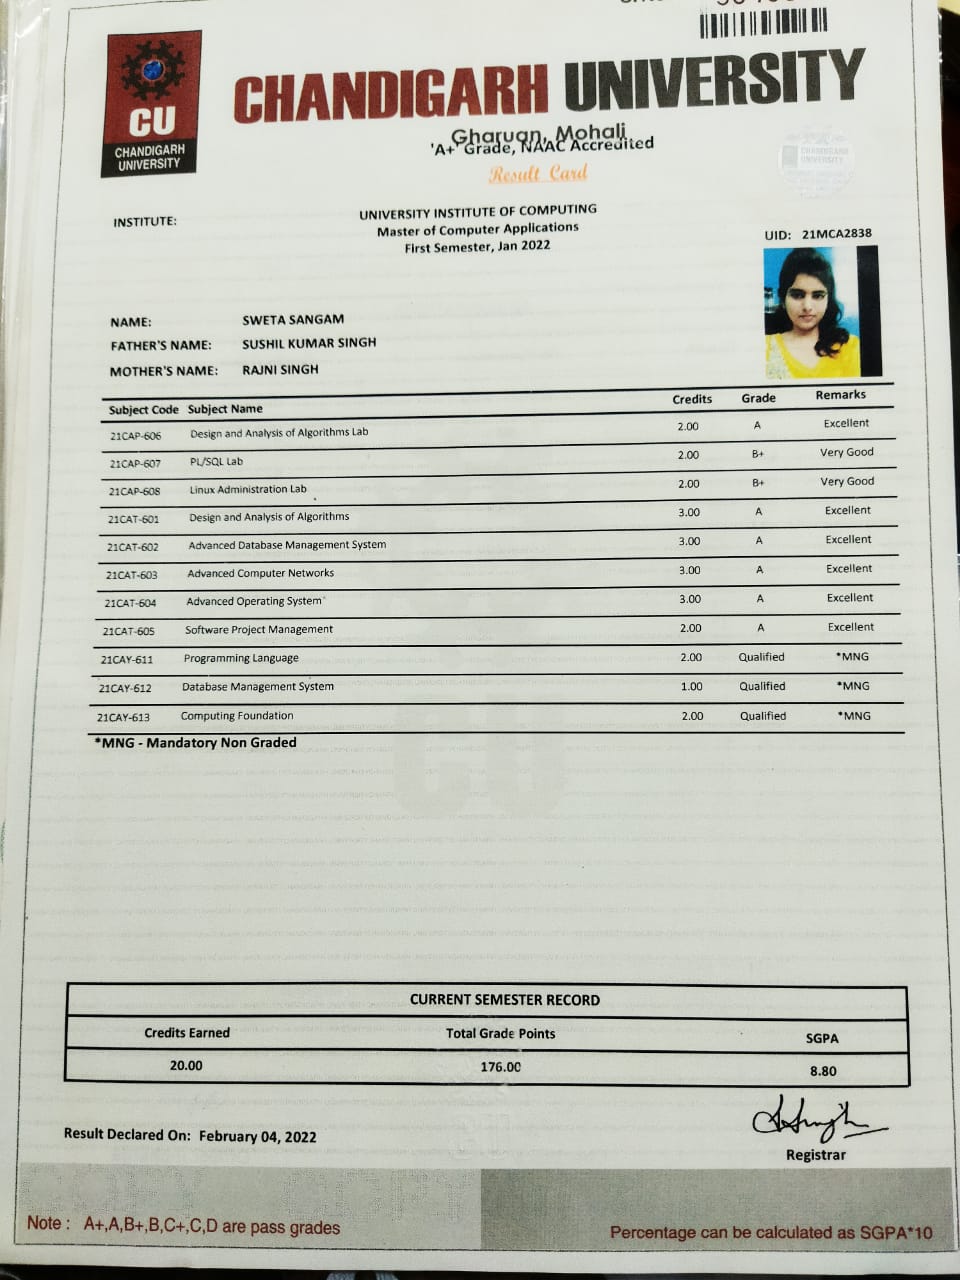 CU
CHANDIGARH
UNIVERSITY
CHANDIGARH UNIVERSITY
Gharuan, Mohali
'A+' Grade, NAAC Accredited
Result Card
CHANDIGARH
UNIVERSITY
INSTITUTE:
UNIVERSITY INSTITUTE OF COMPUTING
Master of Computer Applications
First Semester, Jan 2022
UID: 21MCA2838
NAME: SWETA SANGAM
FATHER'S NAME: SUSHIL KUMAR SINGH
MOTHER'S NAME: RAJNI SINGH
Subject Code Subject Name Credits Grade Remarks
21CAP-606 Design and Analysis of Algorithms Lab 2.00 A Excellent
21CAP-607 PL/SQL Lab 2.00 B+ Very Good
21CAP-608 Linux Administration Lab 2.00 B+ Very Good
21CAT-601 Design and Analysis of Algorithms 3.00 A Excellent
21CAT-602 Advanced Database Management System 3.00 A Excellent
21CAT-603 Advanced Computer Networks 3.00 A Excellent
21CAT-604 Advanced Operating System 3.00 A Excellent
21CAT-605 Software Project Management 2.00 A Excellent
21CAY-611 Programming Language 2.00 Qualified *MNG
21CAY-612 Database Management System 1.00 Qualified *MNG
21CAY-613 Computing Foundation 2.00 Qualified *MNG
*MNG - Mandatory Non Graded
CURRENT SEMESTER RECORD
Credits Earned Total Grade Points SGPA
20.00 176.00 8.80
Result Declared On: February 04, 2022
Registrar
Note : A+,A,B+,B,C+,C,D are pass grades
Percentage can be calculated as SGPA*10